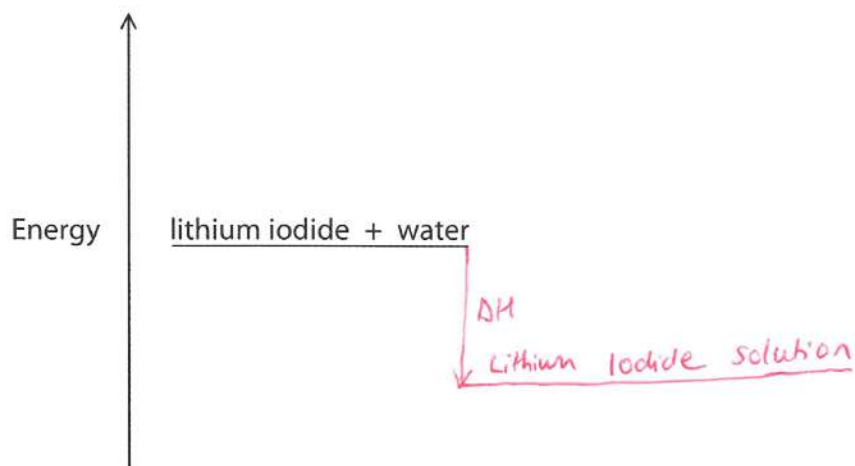 Energy
lithium iodide + water
ΔH
Lithium Iodide solution